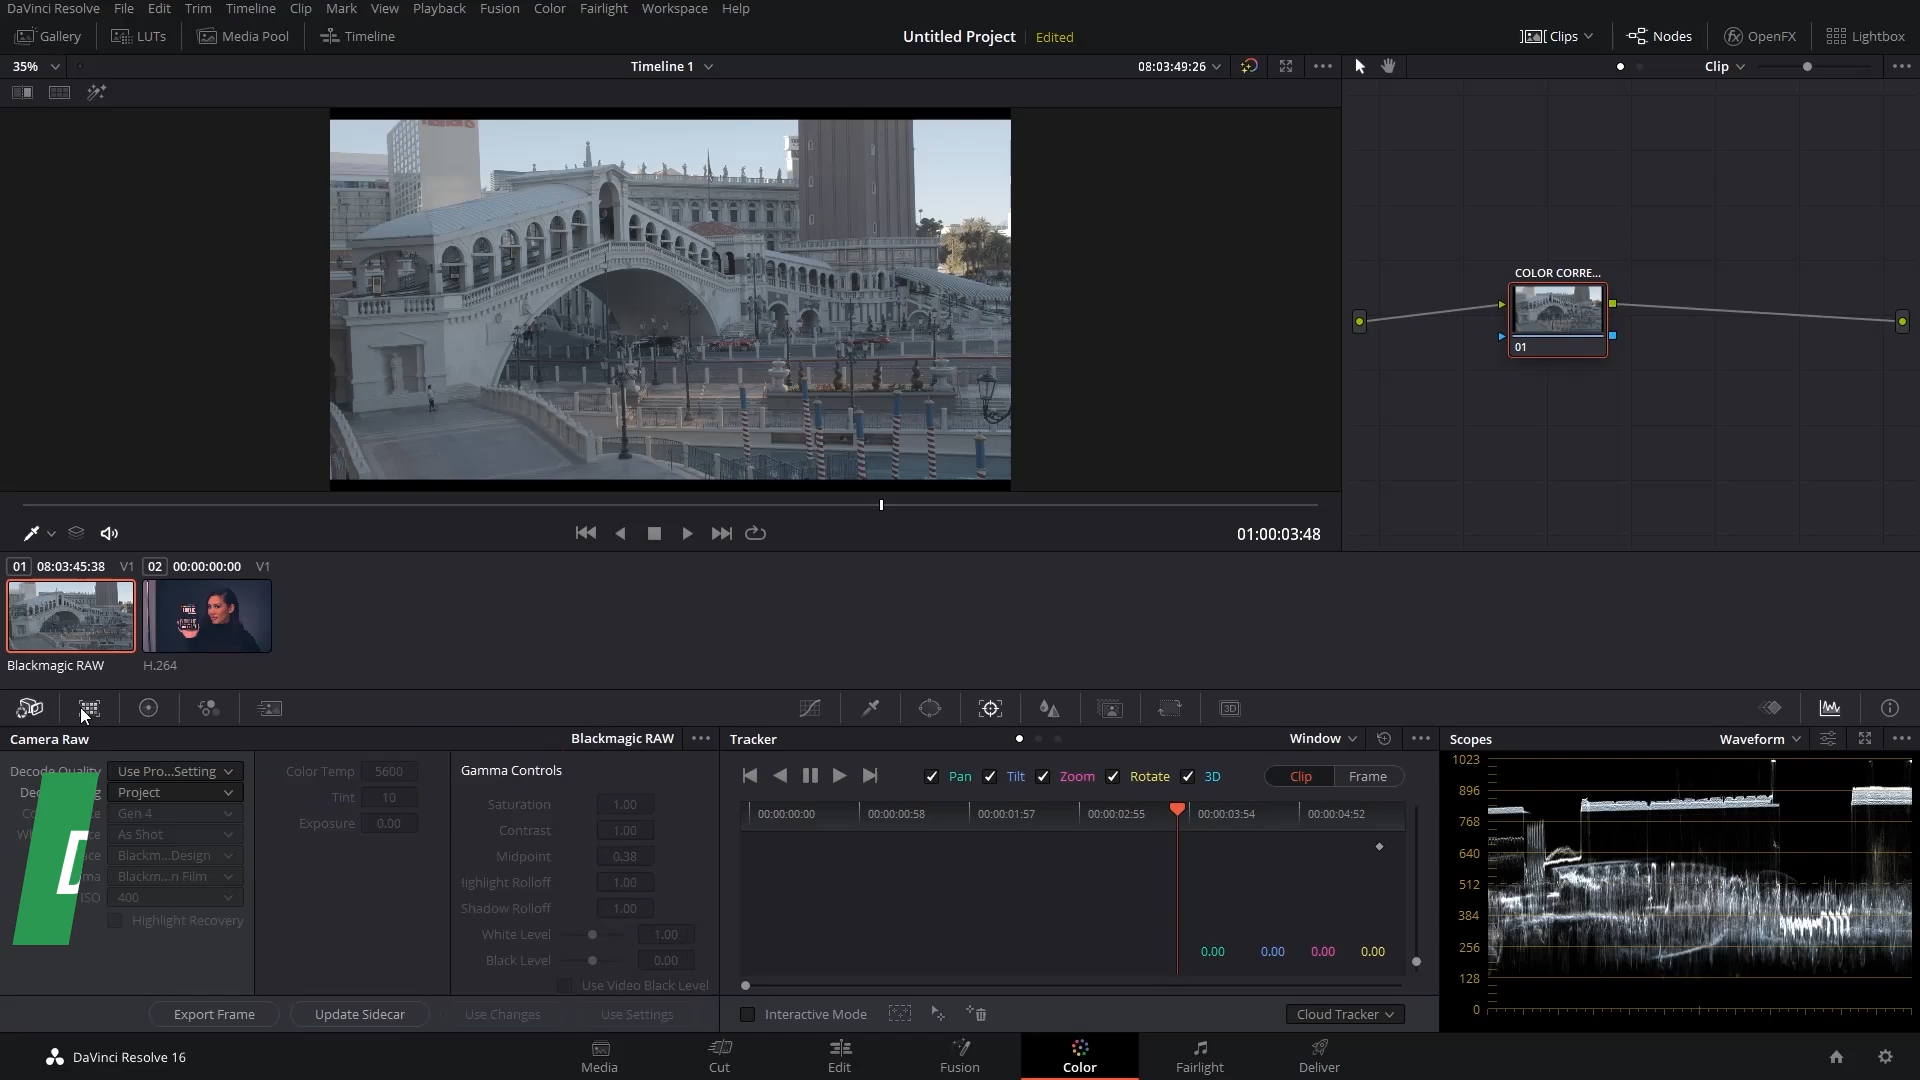 DaVinci Resolve File Edit Trim Timeline Clip Mark View Playback Fusion Color Fairlight Workspace Help
Gallery LUTs Media Pool Timeline Untitled Project Edited Clips Nodes OpenFX Lightbox
35% Timeline 1 08:03:49:26 Clip
COLOR CORRE...
01
01:00:03:48
01 08:03:45:38 V1 02 00:00:00:00 V1
Blackmagic RAW H.264
3D
Camera Raw Blackmagic RAW Tracker Window Scopes Waveform
Decode Quality Use Pro...Setting Color Temp 5600 Gamma Controls Pan Tilt Zoom Rotate 3D Clip Frame 1023
Project Tint 10 Saturation 1.00 896
Gen 4 Exposure 0.00 Contrast 1.00 00:00:00:00 00:00:00:58 00:00:01:57 00:00:02:55 00:00:03:54 00:00:04:52 768
As Shot Midpoint 0.38 640
Blackm...Design Highlight Rolloff 1.00 512
Blackm...n Film Shadow Rolloff 1.00 384
ISO 400 White Level 1.00 256
Highlight Recovery Black Level 0.00 0.00 0.00 0.00 0.00 128
Use Video Black Level 0
Export Frame Update Sidecar Use Changes Use Settings Interactive Mode Cloud Tracker
DaVinci Resolve 16 Media Cut Edit Fusion Color Fairlight Deliver